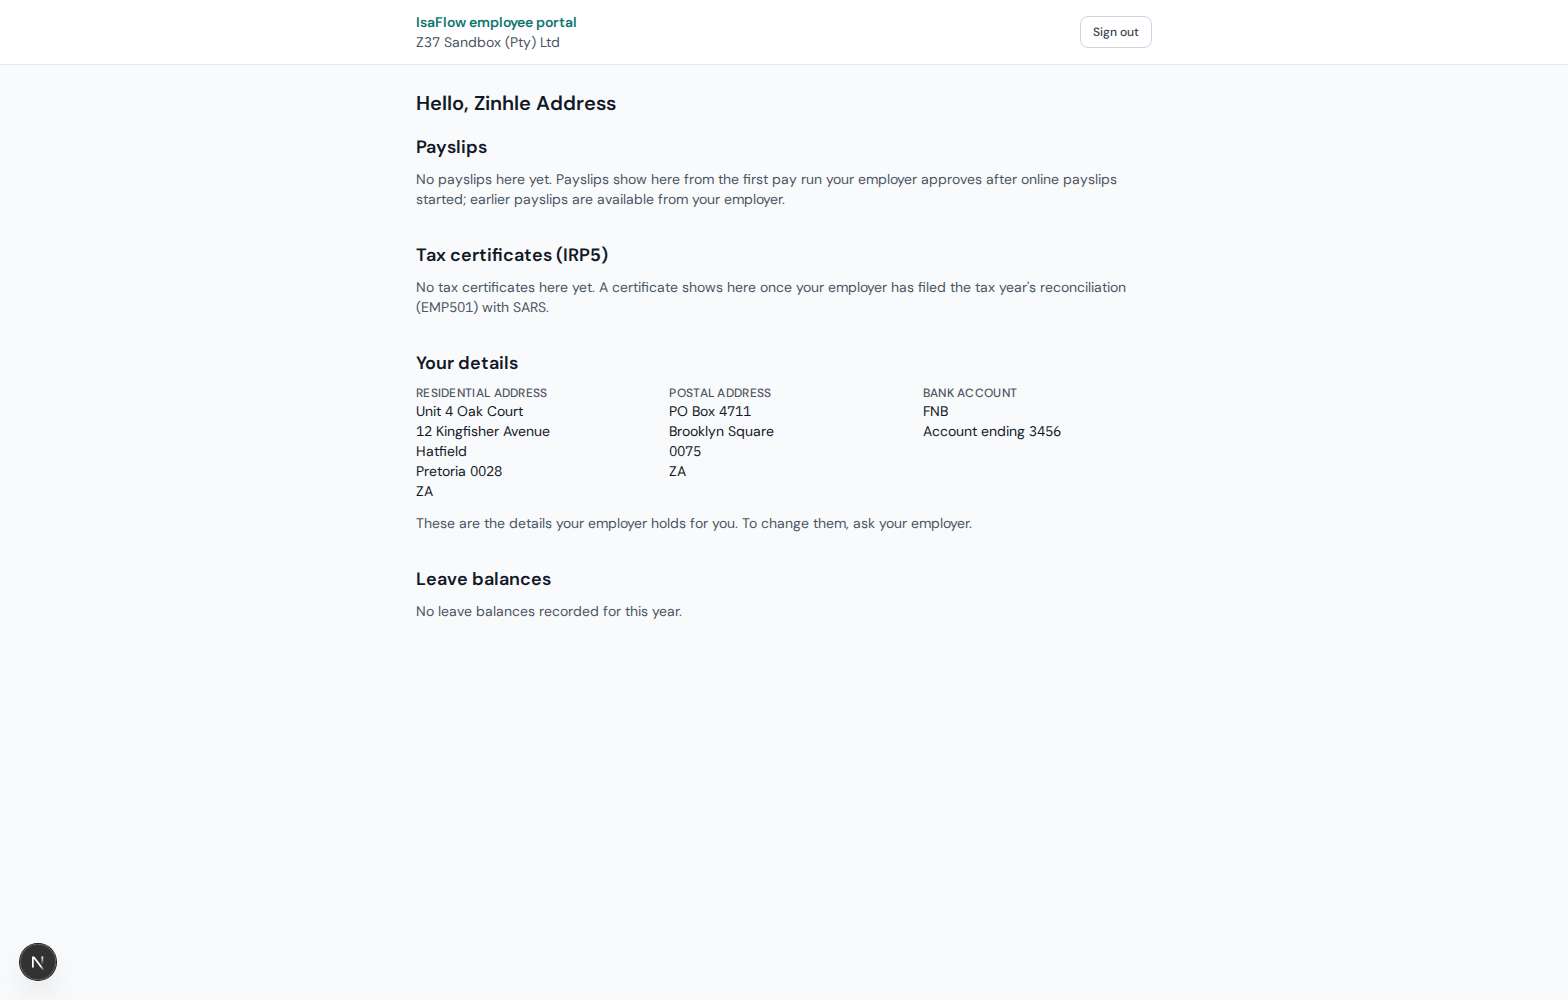 IsaFlow employee portal
Z37 Sandbox (Pty) Ltd
Sign out
Hello, Zinhle Address
Payslips
No payslips here yet. Payslips show here from the first pay run your employer approves after online payslips
started; earlier payslips are available from your employer.
Tax certificates (IRP5)
No tax certificates here yet. A certificate shows here once your employer has filed the tax year's reconciliation
(EMP501) with SARS.
Your details
RESIDENTIAL ADDRESS
Unit 4 Oak Court
12 Kingfisher Avenue
Hatfield
Pretoria 0028
ZA
POSTAL ADDRESS
PO Box 4711
Brooklyn Square
0075
ZA
BANK ACCOUNT
FNB
Account ending 3456
These are the details your employer holds for you. To change them, ask your employer.
Leave balances
No leave balances recorded for this year.
N